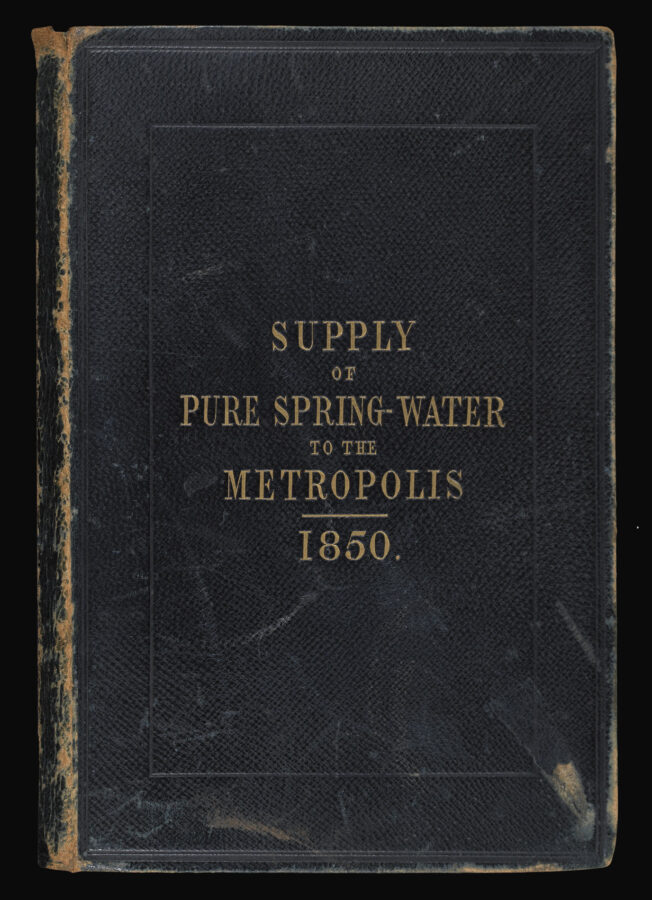 SUPPLY
OF
PURE SPRING-WATER
TO THE
METROPOLIS
1850.